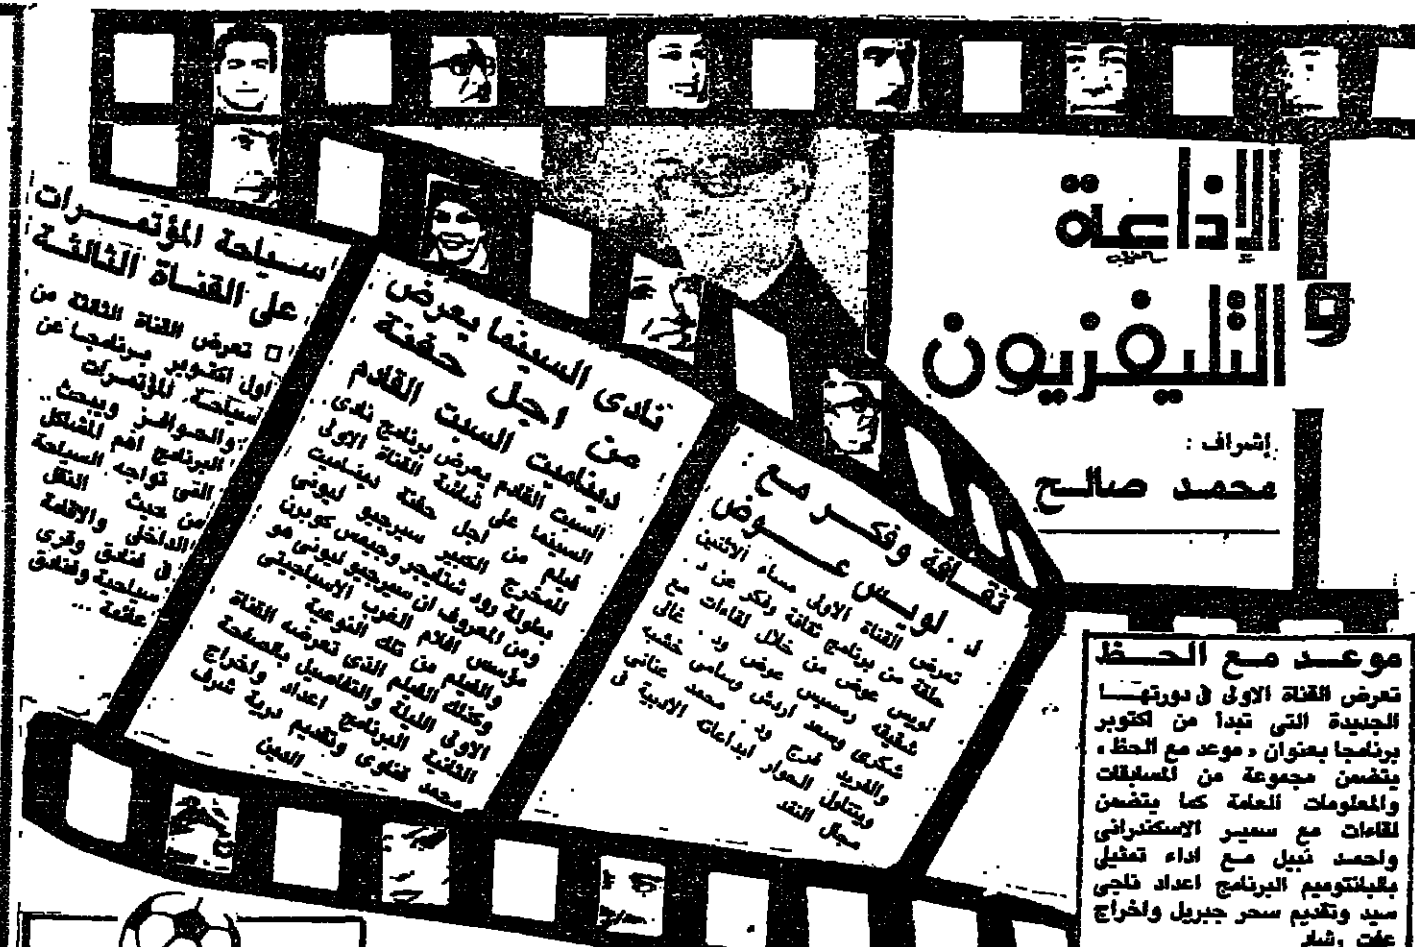 الإذاعة
والتليفزيون
إشراف :
محمد صالح
موعد مع الحظ
تعرض القناة الاولى فى دورتها
الجديدة التى تبدأ من اكتوبر
برنامجا بعنوان « موعد مع الحظ »
يتضمن مجموعة من المسابقات
والمعلومات العامة كما يتضمن
لقاءات مع سمير الاسكندرانى
واحمد نبيل مع اداء تمثيلى
بالبانتوميم البرنامج اعداد ناجى
سيد وتقديم سحر جبريل واخراج
ثقافة وفكر مع
د . لويس عوض
تعرض القناة الاولى مساء الاثنين
حلقة من برنامج ثقافة وفكر عن د .
لويس عوض من خلال لقاءات مع
شقيقه رمسيس عوض ود . غالى
شكرى وسعد اردش وسامى خشبه
والفريد فرج ود . محمد عنانى
ويتناول الحوار ابداعاته الادبية فى
مجال النقد
نادى السينما يعرض
من اجل حفنة
ديناميت السبت القادم
السبت القادم يعرض برنامج نادى
السينما على شاشة القناة الاولى
فيلم من اجل حفنة ديناميت
للمخرج الكبير سيرجيو ليونى
بطولة رود شتايجر وجيمس كوبرن
ومن المعروف ان سيرجيو ليونى هو
مؤسس افلام الغرب الاسباجيتى
والفيلم من تلك النوعية
وكذلك الفيلم الذى تعرضه القناة
الاولى الليلة والتفاصيل بالصفحة
الثانية البرنامج اعداد واخراج
محمد قناوى وتقديم درية شرف
الدين
سياحة المؤتمرات
على القناة الثالثة
□ تعرض القناة الثالثة من
اول اكتوبر برنامجا عن
سياحة المؤتمرات
والحوافز ويبحث ..
البرنامج اهم المشاكل
التى تواجه السياحة
من حيث النقل
الداخلى والاقامة
فى فنادق وقرى
سياحية وفنادق
عائمة ...